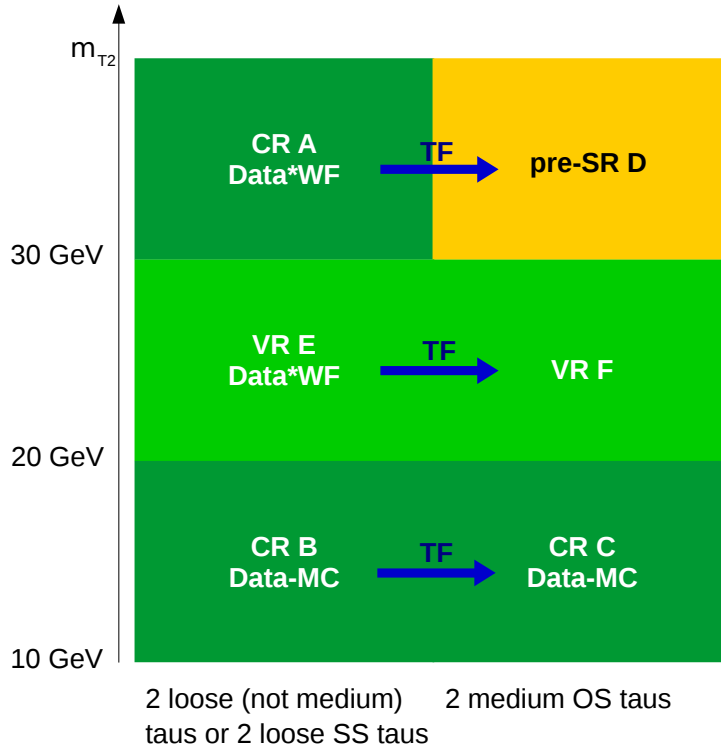 m_T2
CR A
Data*WF
TF
pre-SR D
30 GeV
VR E
Data*WF
TF
VR F
20 GeV
CR B
Data-MC
TF
CR C
Data-MC
10 GeV
2 loose (not medium)
taus or 2 loose SS taus
2 medium OS taus